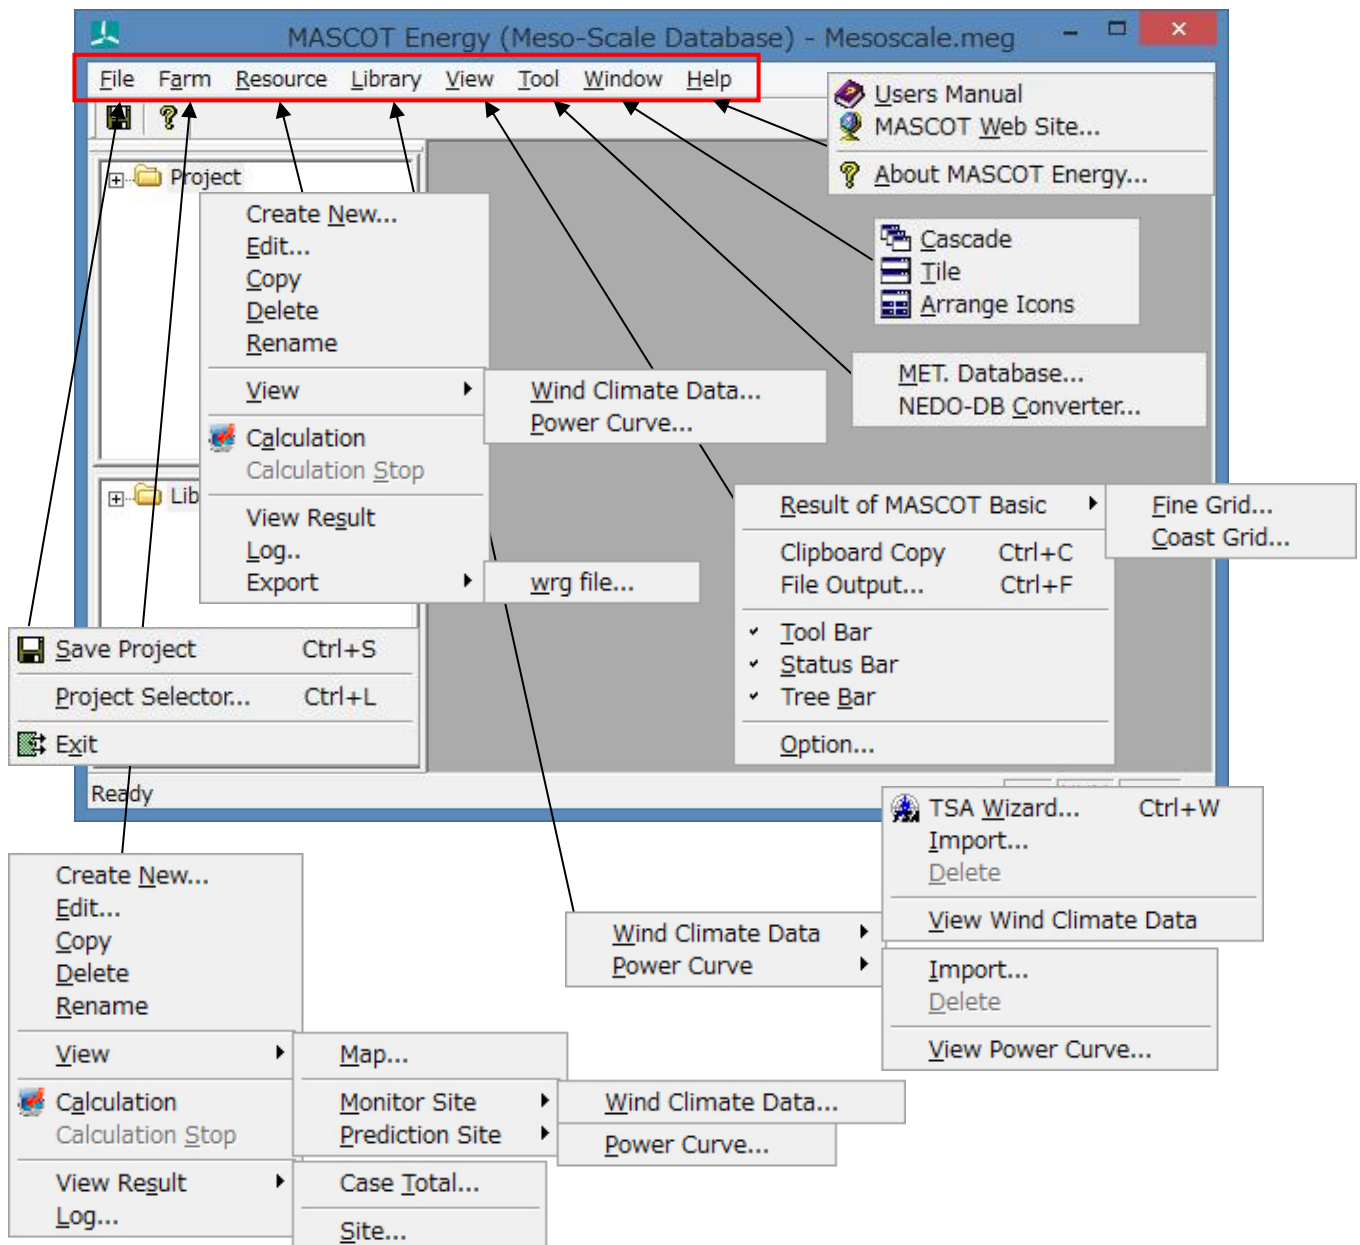 MASCOT Energy (Meso-Scale Database) - Mesoscale.meg
File Farm Resource Library View Tool Window Help
Users Manual
MASCOT Web Site...
About MASCOT Energy...
Project
Create New...
Edit...
Copy
Delete
Rename
View
Calculation
Calculation Stop
View Result
Log..
Export
Wind Climate Data...
Power Curve...
wrg file...
Cascade
Tile
Arrange Icons
MET. Database...
NEDO-DB Converter...
Result of MASCOT Basic
Clipboard Copy Ctrl+C
File Output... Ctrl+F
Tool Bar
Status Bar
Tree Bar
Option...
Fine Grid...
Coast Grid...
Lib
Save Project Ctrl+S
Project Selector... Ctrl+L
Exit
Ready
TSA Wizard... Ctrl+W
Import...
Delete
View Wind Climate Data
Wind Climate Data
Power Curve
Import...
Delete
View Power Curve...
Create New...
Edit...
Copy
Delete
Rename
View
Calculation
Calculation Stop
View Result
Log...
Map...
Monitor Site
Prediction Site
Wind Climate Data...
Power Curve...
Case Total...
Site...